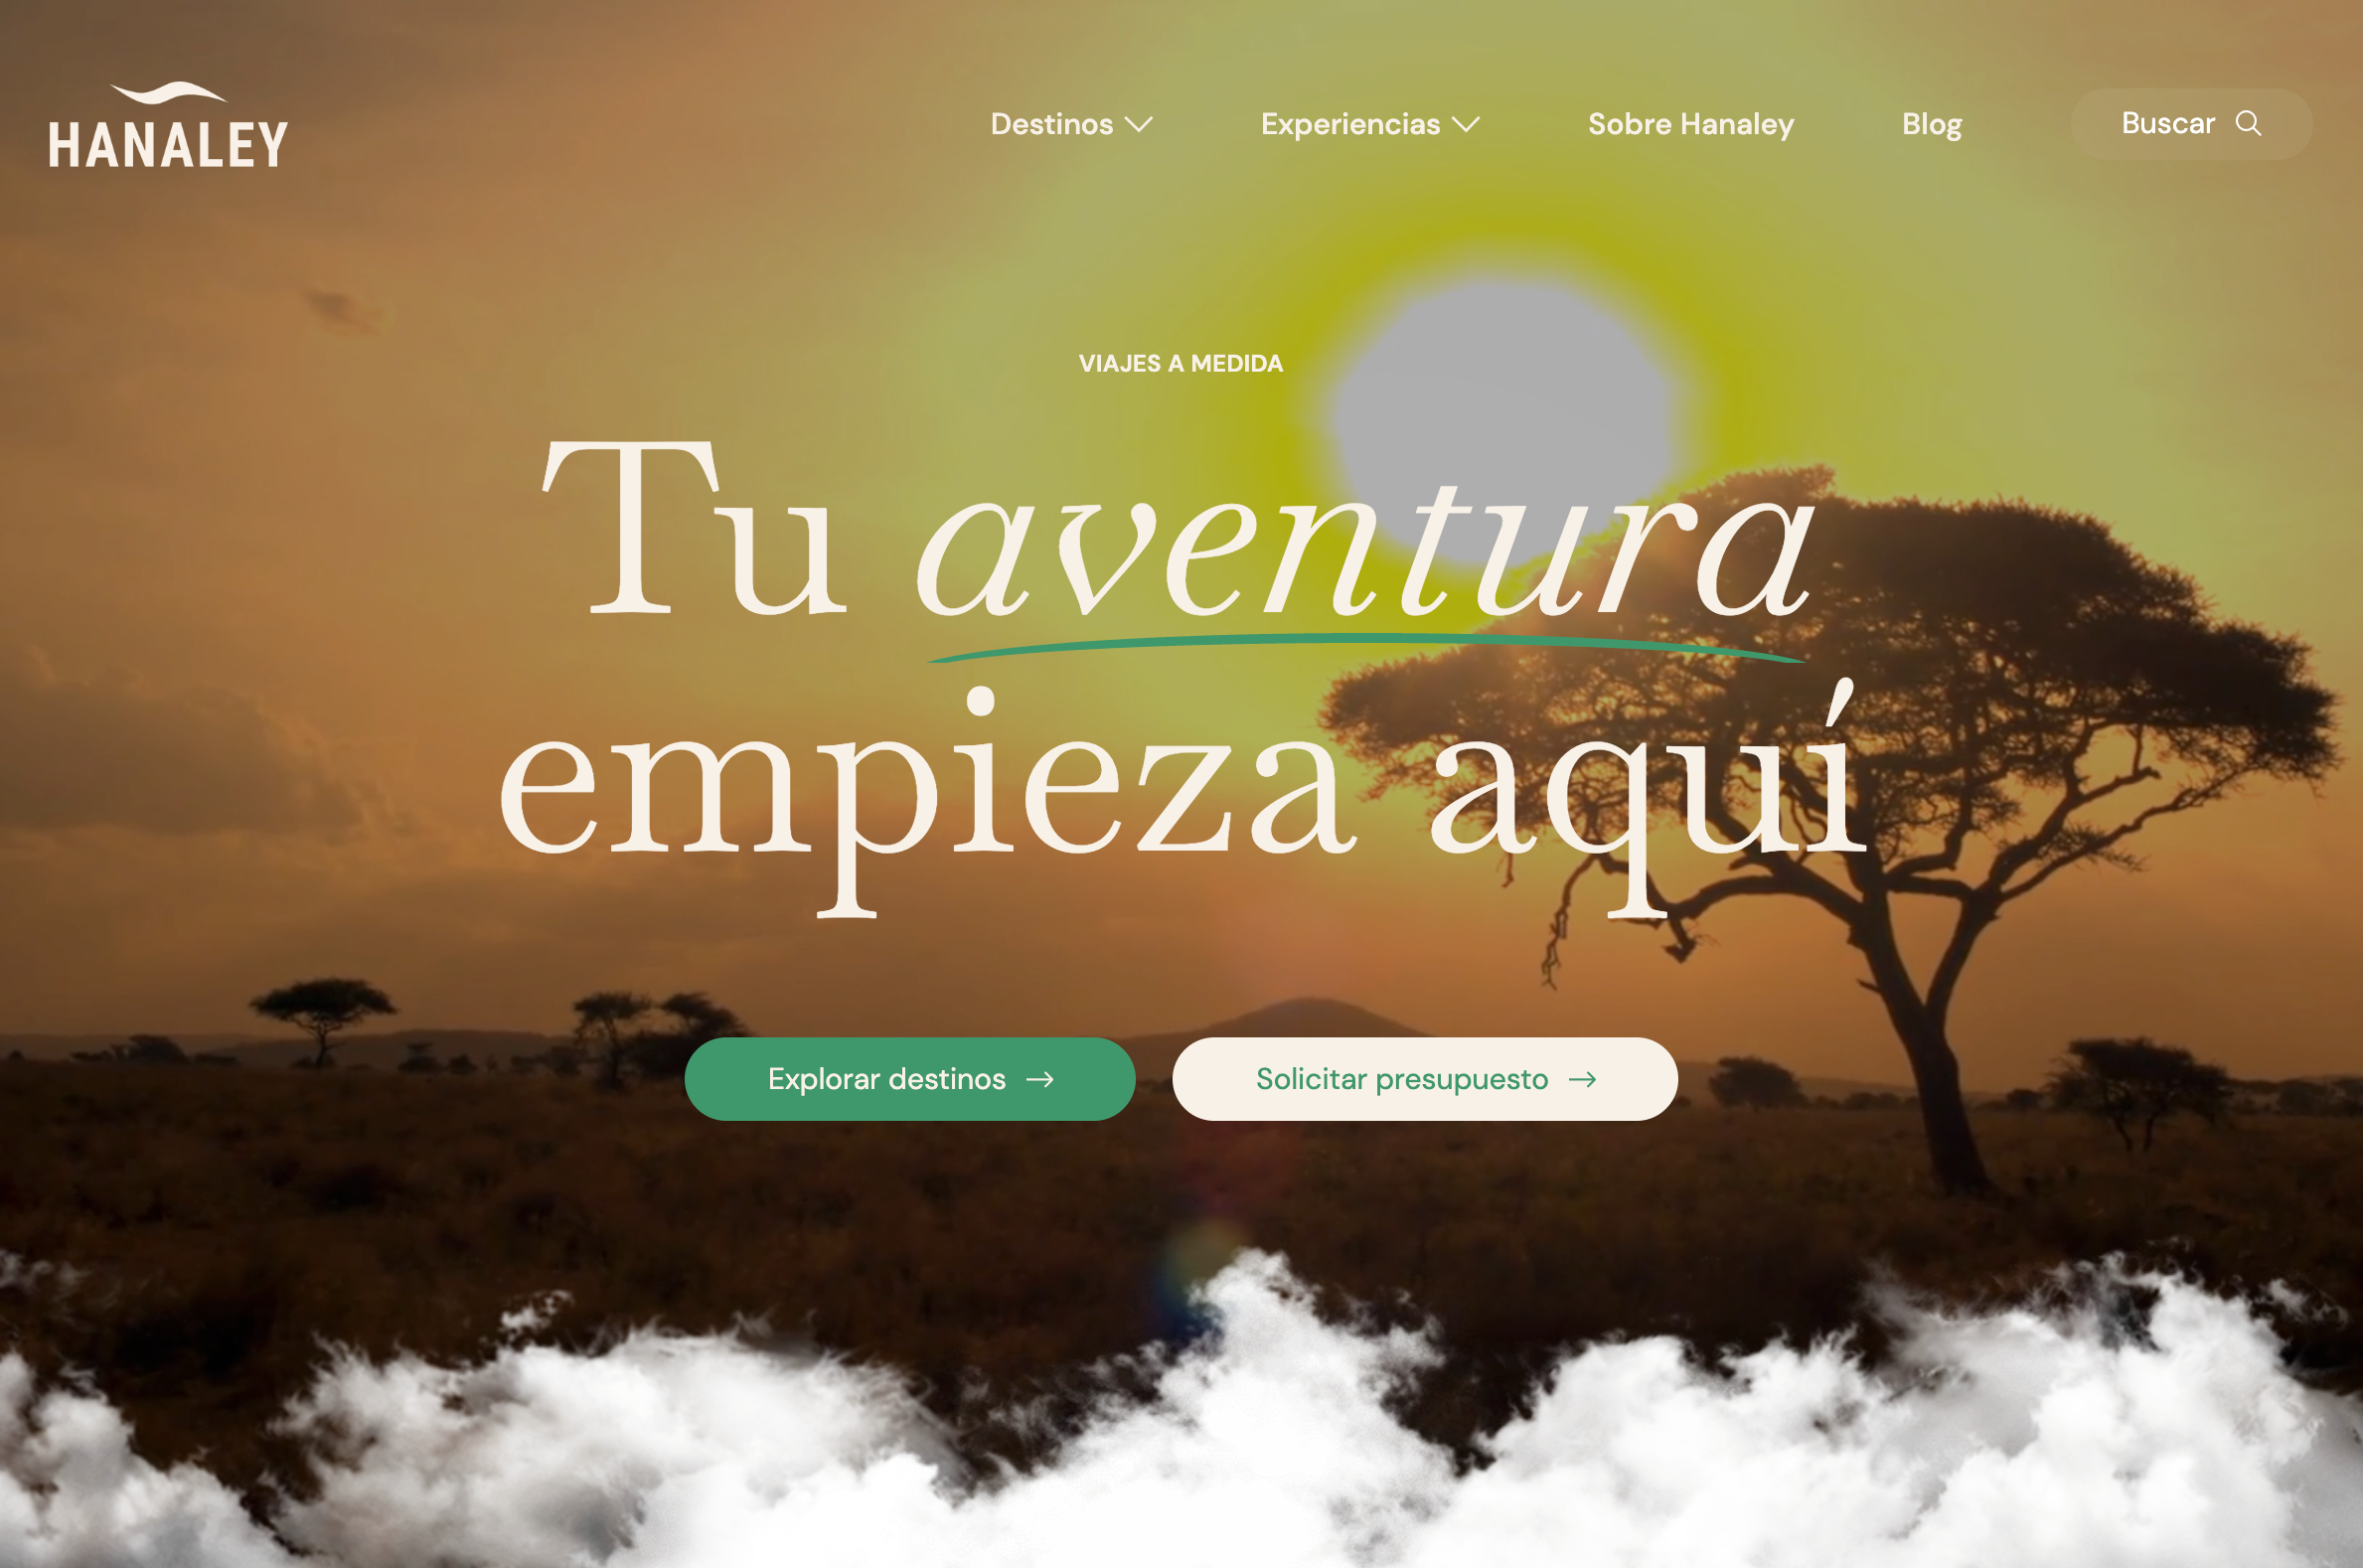 HANALEY
Destinos
Experiencias
Sobre Hanaley
Blog
Buscar
VIAJES A MEDIDA
Tu aventura
empieza aquí
Explorar destinos
Solicitar presupuesto